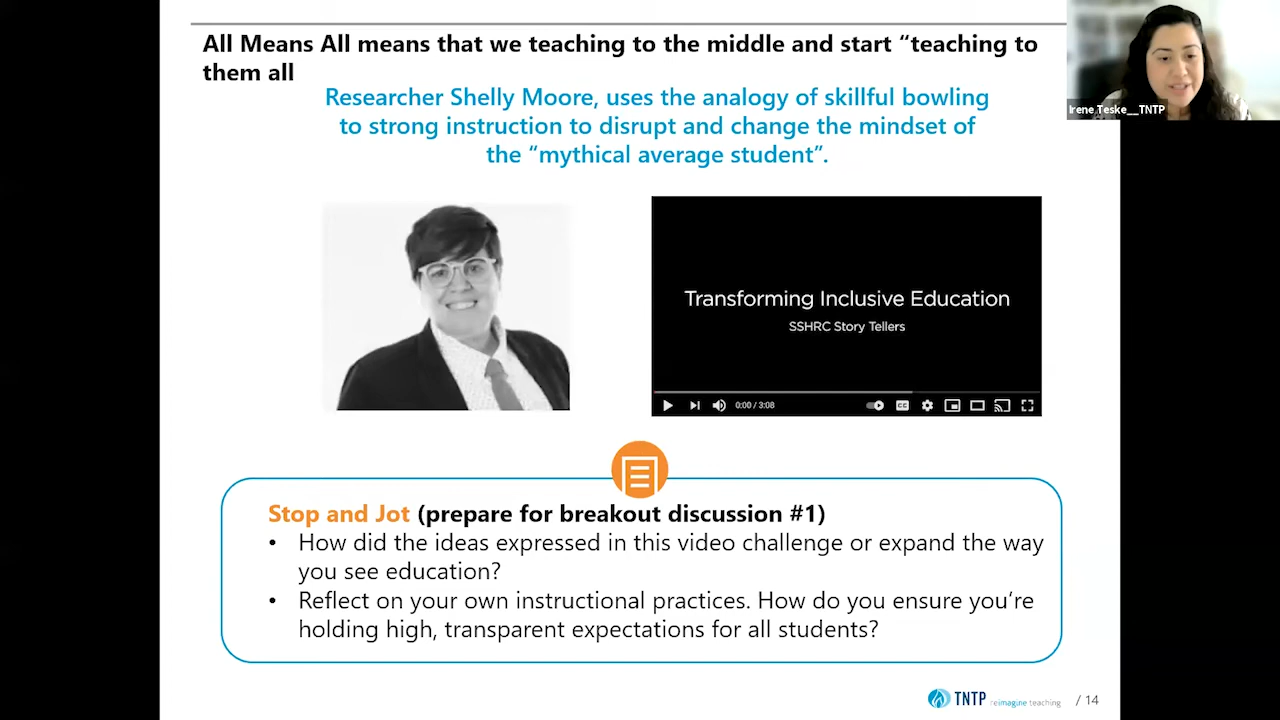 All Means All means that we teaching to the middle and start “teaching to
them all
Researcher Shelly Moore, uses the analogy of skillful bowling
to strong instruction to disrupt and change the mindset of
the “mythical average student”.
Irene Teske__TNTP
Transforming Inclusive Education
SSHRC Story Tellers
0:00 / 3:08
CC
Stop and Jot (prepare for breakout discussion #1)
• How did the ideas expressed in this video challenge or expand the way
you see education?
• Reflect on your own instructional practices. How do you ensure you’re
holding high, transparent expectations for all students?
TNTP reimagine teaching / 14